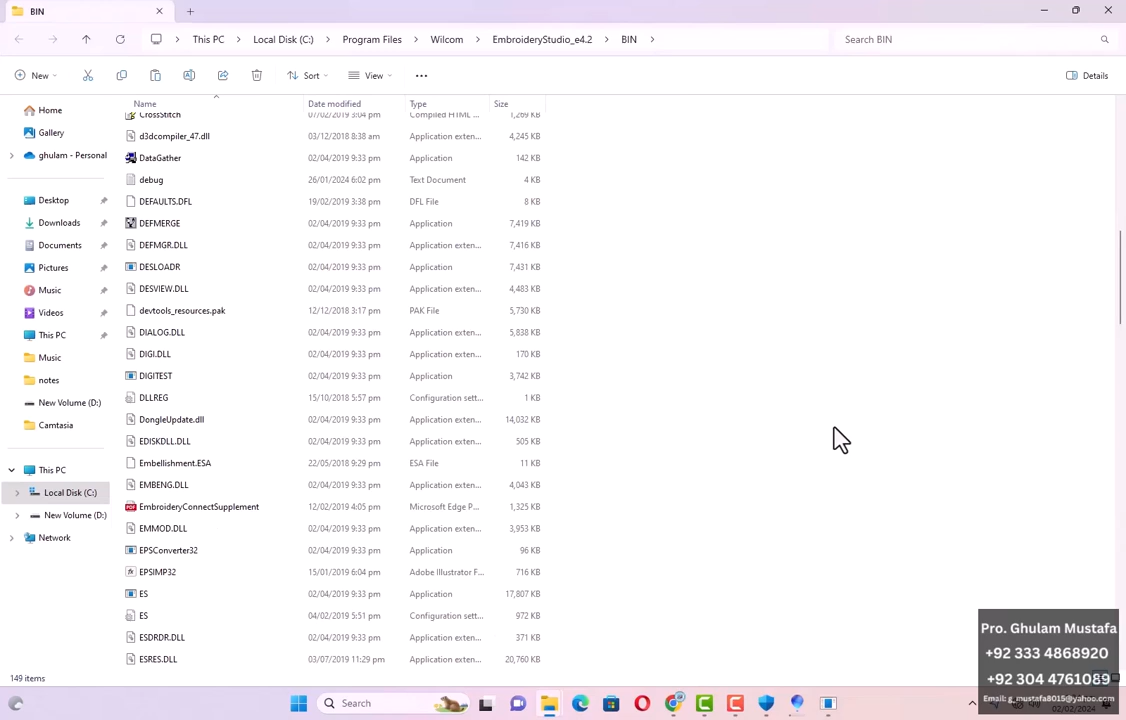 BIN
This PC > Local Disk (C:) > Program Files > Wilcom > EmbroideryStudio_e4.2 > BIN >
Search BIN
New
Sort
View
Details
Name Date modified Type Size
Home
Gallery
ghulam - Personal
Desktop
Downloads
Documents
Pictures
Music
Videos
This PC
Music
notes
New Volume (D:)
Camtasia
This PC
Local Disk (C:)
New Volume (D:)
Network
CrossStitch 07/02/2019 3:04 pm Compiled HTML ... 1,269 KB
d3dcompiler_47.dll 03/12/2018 8:38 am Application exten... 4,245 KB
DataGather 02/04/2019 9:33 pm Application 142 KB
debug 26/01/2024 6:02 pm Text Document 4 KB
DEFAULTS.DFL 19/02/2019 3:38 pm DFL File 8 KB
DEFMERGE 02/04/2019 9:33 pm Application 7,419 KB
DEFMGR.DLL 02/04/2019 9:33 pm Application exten... 7,416 KB
DESLOADR 02/04/2019 9:33 pm Application 7,431 KB
DESVIEW.DLL 02/04/2019 9:33 pm Application exten... 4,483 KB
devtools_resources.pak 12/12/2018 3:17 pm PAK File 5,730 KB
DIALOG.DLL 02/04/2019 9:33 pm Application exten... 5,838 KB
DIGI.DLL 02/04/2019 9:33 pm Application exten... 170 KB
DIGITEST 02/04/2019 9:33 pm Application 3,742 KB
DLLREG 15/10/2018 5:57 pm Configuration sett... 1 KB
DongleUpdate.dll 02/04/2019 9:33 pm Application exten... 14,032 KB
EDISKDLL.DLL 02/04/2019 9:33 pm Application exten... 505 KB
Embellishment.ESA 22/05/2018 9:29 pm ESA File 11 KB
EMBENG.DLL 02/04/2019 9:33 pm Application exten... 4,043 KB
EmbroideryConnectSupplement 12/02/2019 4:05 pm Microsoft Edge P... 1,325 KB
EMMOD.DLL 02/04/2019 9:33 pm Application exten... 3,953 KB
EPSConverter32 02/04/2019 9:33 pm Application 96 KB
EPSIMP32 15/01/2019 6:04 pm Adobe Illustrator F... 716 KB
ES 02/04/2019 9:33 pm Application 17,807 KB
ES 04/02/2019 5:51 pm Configuration sett... 972 KB
ESDRDR.DLL 02/04/2019 9:33 pm Application exten... 371 KB
ESRES.DLL 03/07/2019 11:29 pm Application exten... 20,760 KB
149 items
Pro. Ghulam Mustafa
+92 333 4868920
+92 304 4761089
Email: g_mustafa8015@yahoo.com
Search
02/02/2024